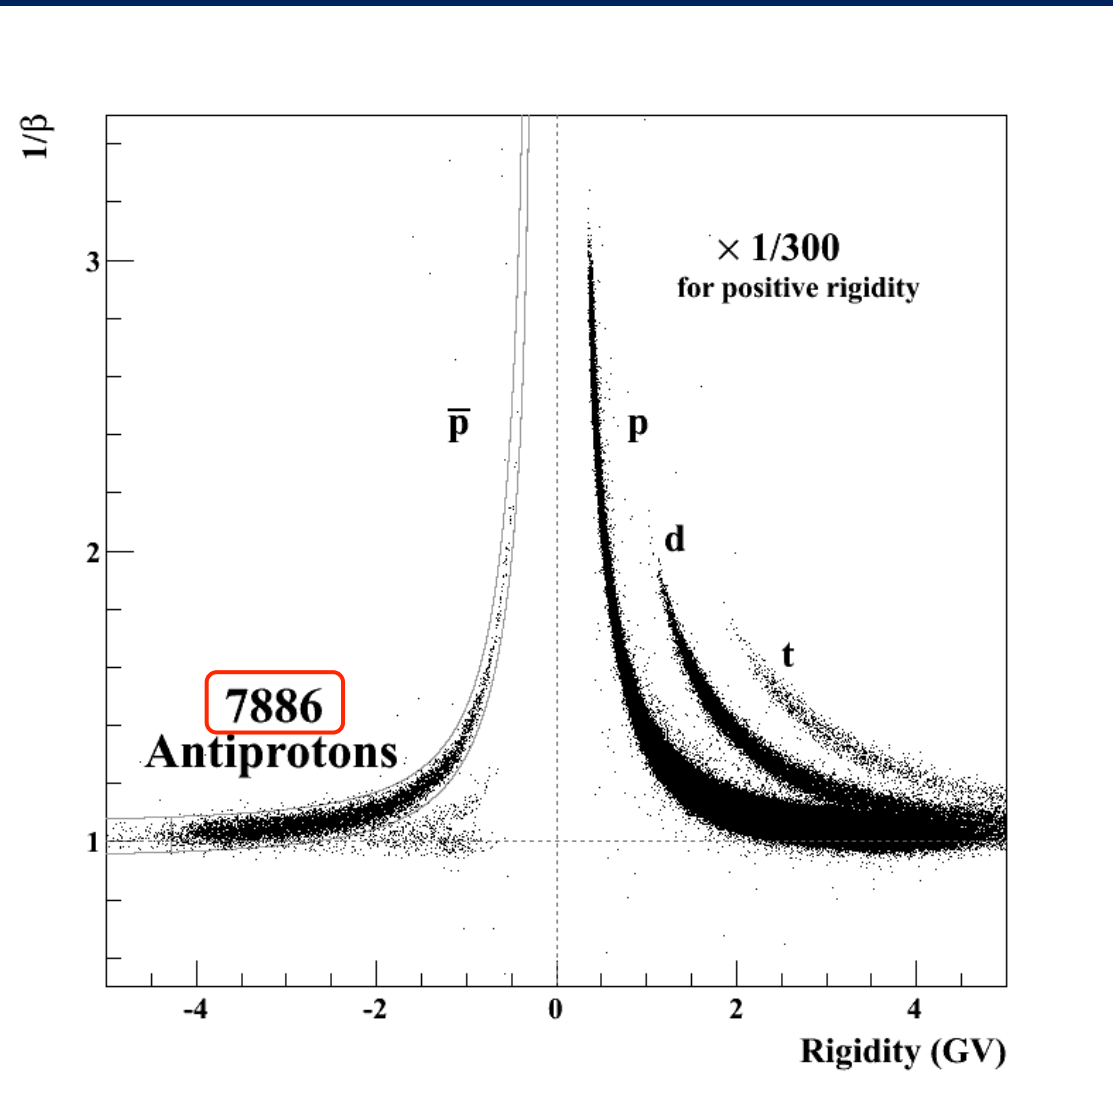 1/β
3
2
1
× 1/300
for positive rigidity
p̅
p
d
t
7886
Antiprotons
-4
-2
0
2
4
Rigidity (GV)